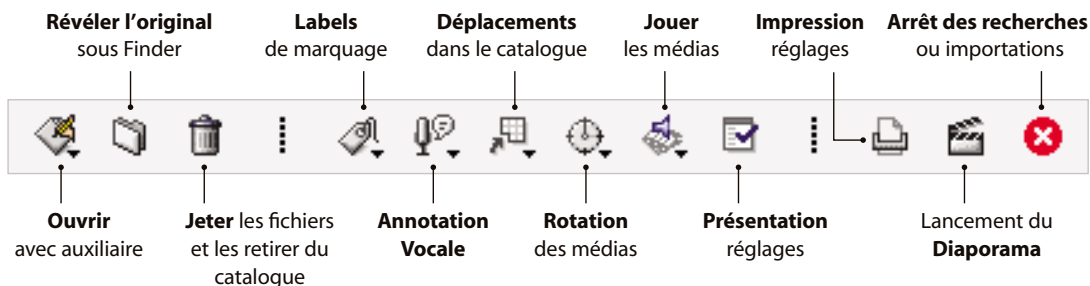 Révéler l’original
sous Finder
Labels
de marquage
Déplacements
dans le catalogue
Jouer
les médias
Impression
réglages
Arrêt des recherches
ou importations
Ouvrir
avec auxiliaire
Jeter les fichiers
et les retirer du
catalogue
Annotation
Vocale
Rotation
des médias
Présentation
réglages
Lancement du
Diaporama